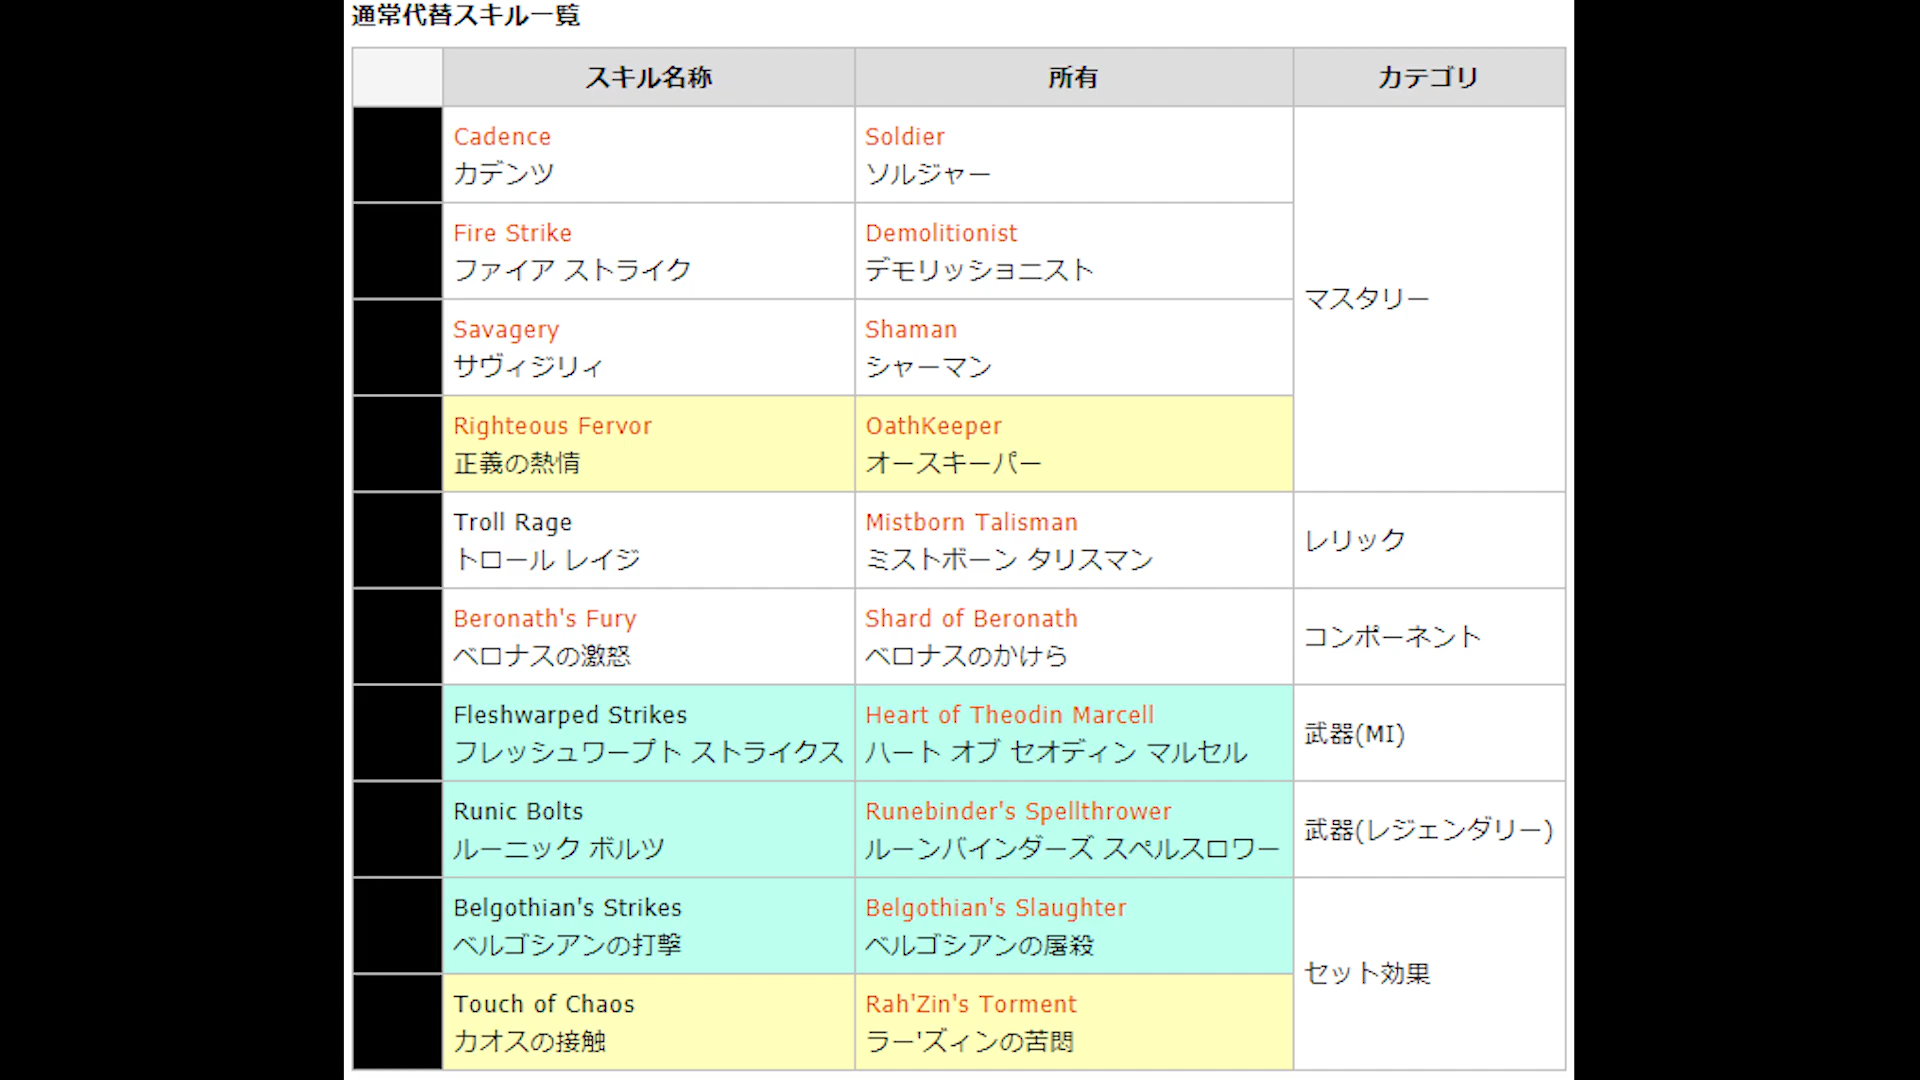 通常代替スキル一覧
スキル名称 所有 カテゴリ
Cadence Soldier
カデンツ ソルジャー
Fire Strike Demolitionist
ファイア ストライク デモリッショニスト
マスタリー
Savagery Shaman
サヴィジリィ シャーマン
Righteous Fervor OathKeeper
正義の熱情 オースキーパー
Troll Rage Mistborn Talisman
トロール レイジ ミストボーン タリスマン
レリック
Beronath's Fury Shard of Beronath
ベロナスの激怒 ベロナスのかけら
コンポーネント
Fleshwarped Strikes Heart of Theodin Marcell
フレッシュワープト ストライクス ハート オブ セオディン マルセル
武器(MI)
Runic Bolts Runebinder's Spellthrower
ルーニック ボルツ ルーンバインダーズ スペルスロワー
武器(レジェンダリー)
Belgothian's Strikes Belgothian's Slaughter
ベルゴシアンの打撃 ベルゴシアンの屠殺
セット効果
Touch of Chaos Rah'Zin's Torment
カオスの接触 ラー'ズィンの苦悶